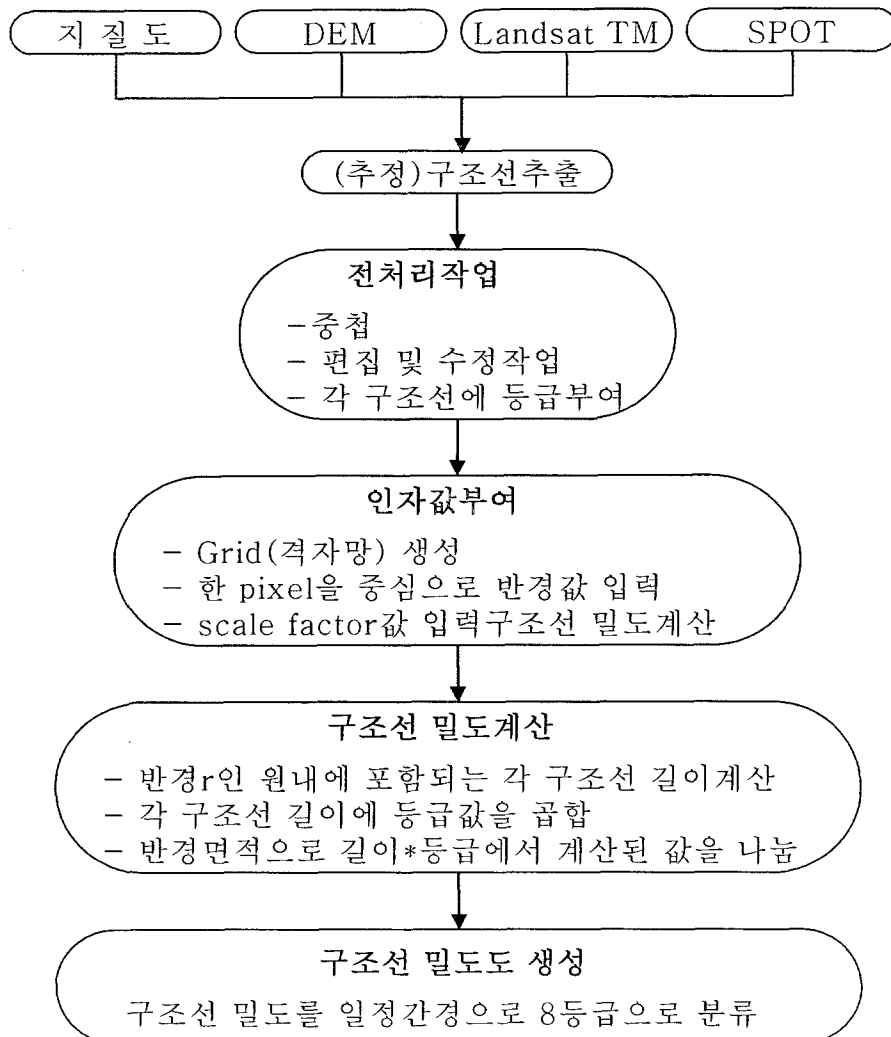 지 질 도
DEM
Landsat TM
SPOT
(추정)구조선추출
전처리작업
-중첩
- 편집 및 수정작업
- 각 구조선에 등급부여
인자값부여
- Grid(격자망) 생성
- 한 pixel을 중심으로 반경값 입력
- scale factor값 입력구조선 밀도계산
구조선 밀도계산
- 반경r인 원내에 포함되는 각 구조선 길이계산
- 각 구조선 길이에 등급값을 곱합
- 반경면적으로 길이*등급에서 계산된 값을 나눔
구조선 밀도도 생성
구조선 밀도를 일정간경으로 8등급으로 분류